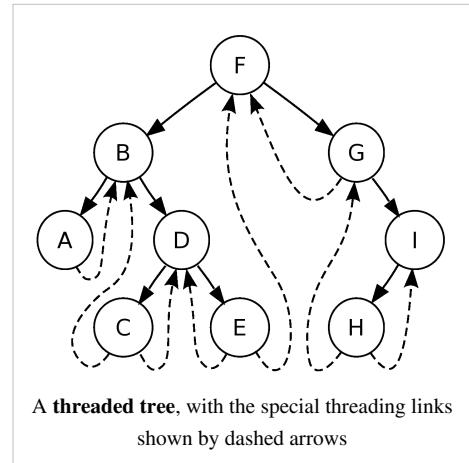 F
B G
A D I
C E H
A threaded tree, with the special threading links
shown by dashed arrows